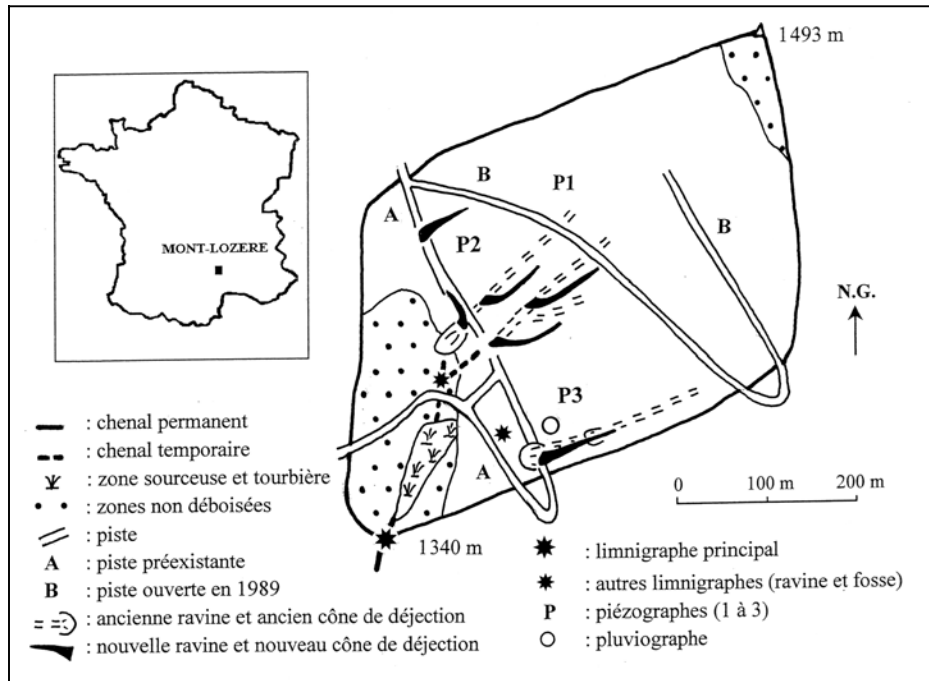 1493 m
MONT-LOZERE
B
P1
A
B
P2
N.G.
P3
A
0 100 m 200 m
1340 m
: chenal permanent
: chenal temporaire
: zone sourceuse et tourbière
: zones non déboisées
: piste
A : piste préexistante
B : piste ouverte en 1989
: ancienne ravine et ancien cône de déjection
: nouvelle ravine et nouveau cône de déjection
: limnigraphe principal
: autres limnigraphes (ravine et fosse)
P : piézographes (1 à 3)
: pluviographe